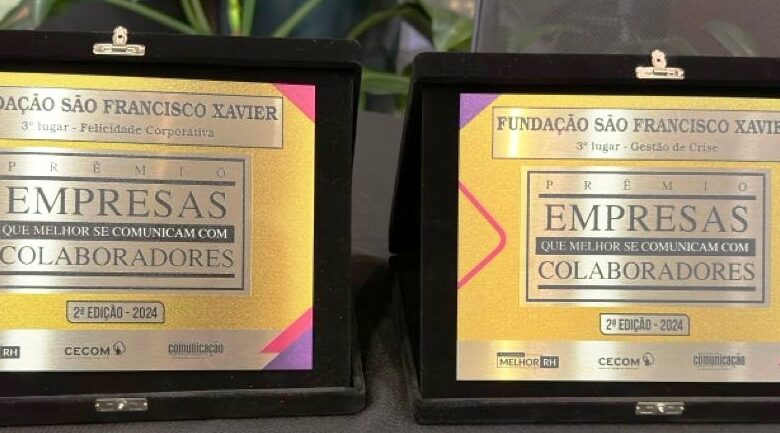 DAÇÃO SÃO FRANCISCO XAVIER
3º lugar - Felicidade Corporativa
PRÊMIO
EMPRESAS
QUE MELHOR SE COMUNICAM COM
COLABORADORES
2ª EDIÇÃO - 2024
RH
CECOM
comunicação
FUNDAÇÃO SÃO FRANCISCO XAVIE
3º lugar - Gestão de Crise
PRÊMIO
EMPRESAS
QUE MELHOR SE COMUNICAM COM
COLABORADORES
2ª EDIÇÃO - 2024
MELHOR RH
CECOM
comunicação